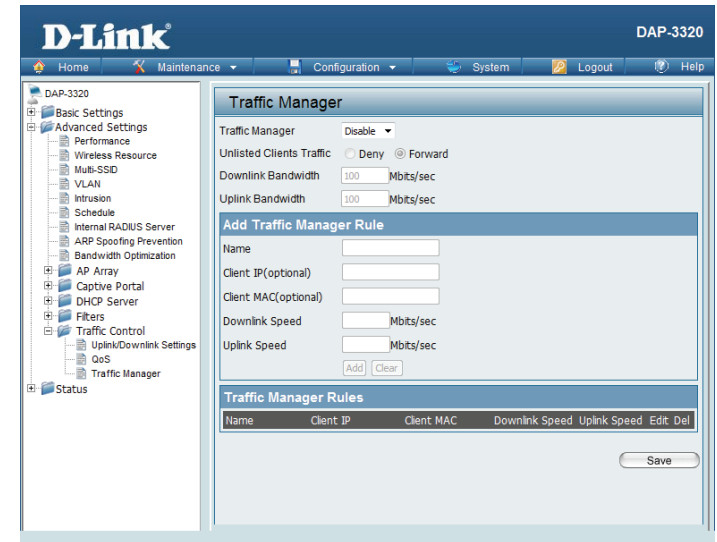 D-Link®
DAP-3320
Home Maintenance Configuration System Logout Help
DAP-3320
Basic Settings
Advanced Settings
Performance
Wireless Resource
Multi-SSID
VLAN
Intrusion
Schedule
Internal RADIUS Server
ARP Spoofing Prevention
Bandwidth Optimization
AP Array
Captive Portal
DHCP Server
Filters
Traffic Control
Uplink/Downlink Settings
QoS
Traffic Manager
Status
Traffic Manager
Traffic Manager Disable
Unlisted Clients Traffic Deny Forward
Downlink Bandwidth 100 Mbits/sec
Uplink Bandwidth 100 Mbits/sec
Add Traffic Manager Rule
Name
Client IP(optional)
Client MAC(optional)
Downlink Speed Mbits/sec
Uplink Speed Mbits/sec
Add Clear
Traffic Manager Rules
Name Client IP Client MAC Downlink Speed Uplink Speed Edit Del
Save